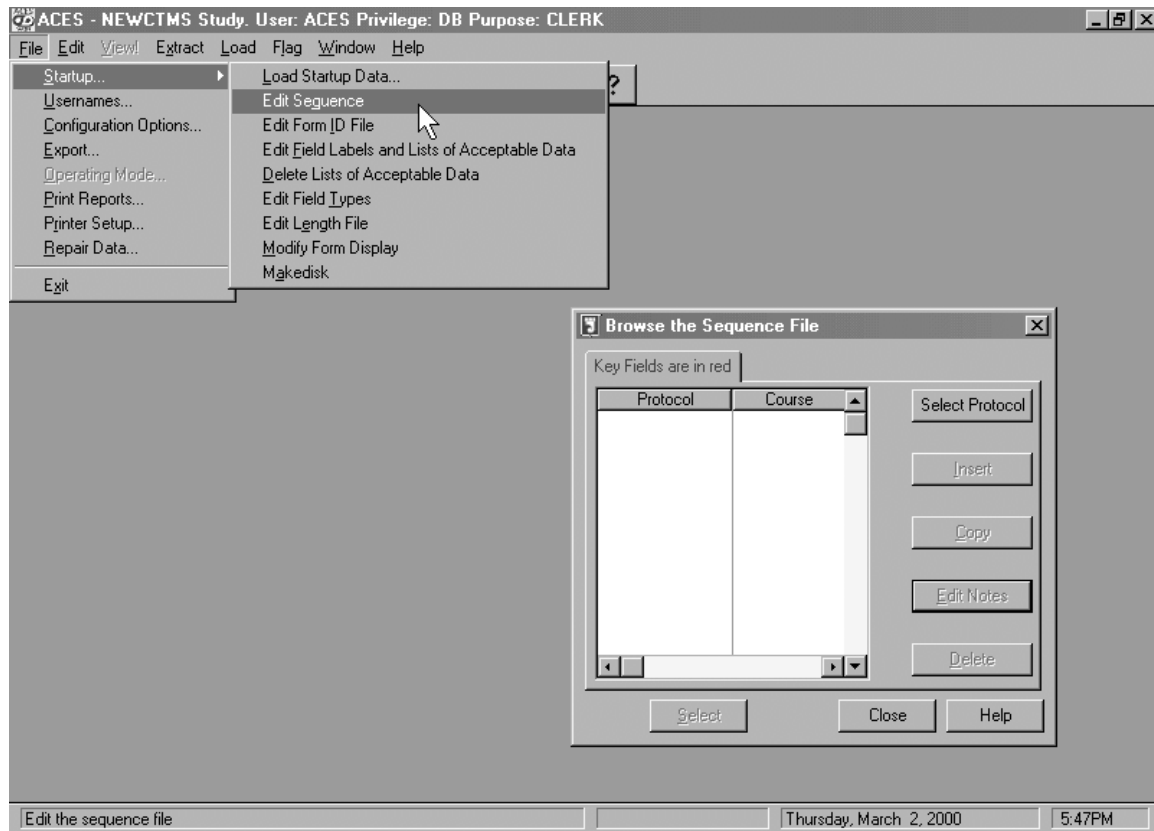 ACES - NEWCTMS Study. User: ACES Privilege: DB Purpose: CLERK
File Edit View! Extract Load Flag Window Help
Startup...
Usernames...
Configuration Options...
Export...
Operating Mode...
Print Reports...
Printer Setup...
Repair Data...
Exit
Load Startup Data...
Edit Sequence
Edit Form ID File
Edit Field Labels and Lists of Acceptable Data
Delete Lists of Acceptable Data
Edit Field Types
Edit Length File
Modify Form Display
Makedisk
?
Browse the Sequence File
Key Fields are in red
Protocol Course
Select Protocol
Insert
Copy
Edit Notes
Delete
Select Close Help
Edit the sequence file Thursday, March 2, 2000 5:47PM